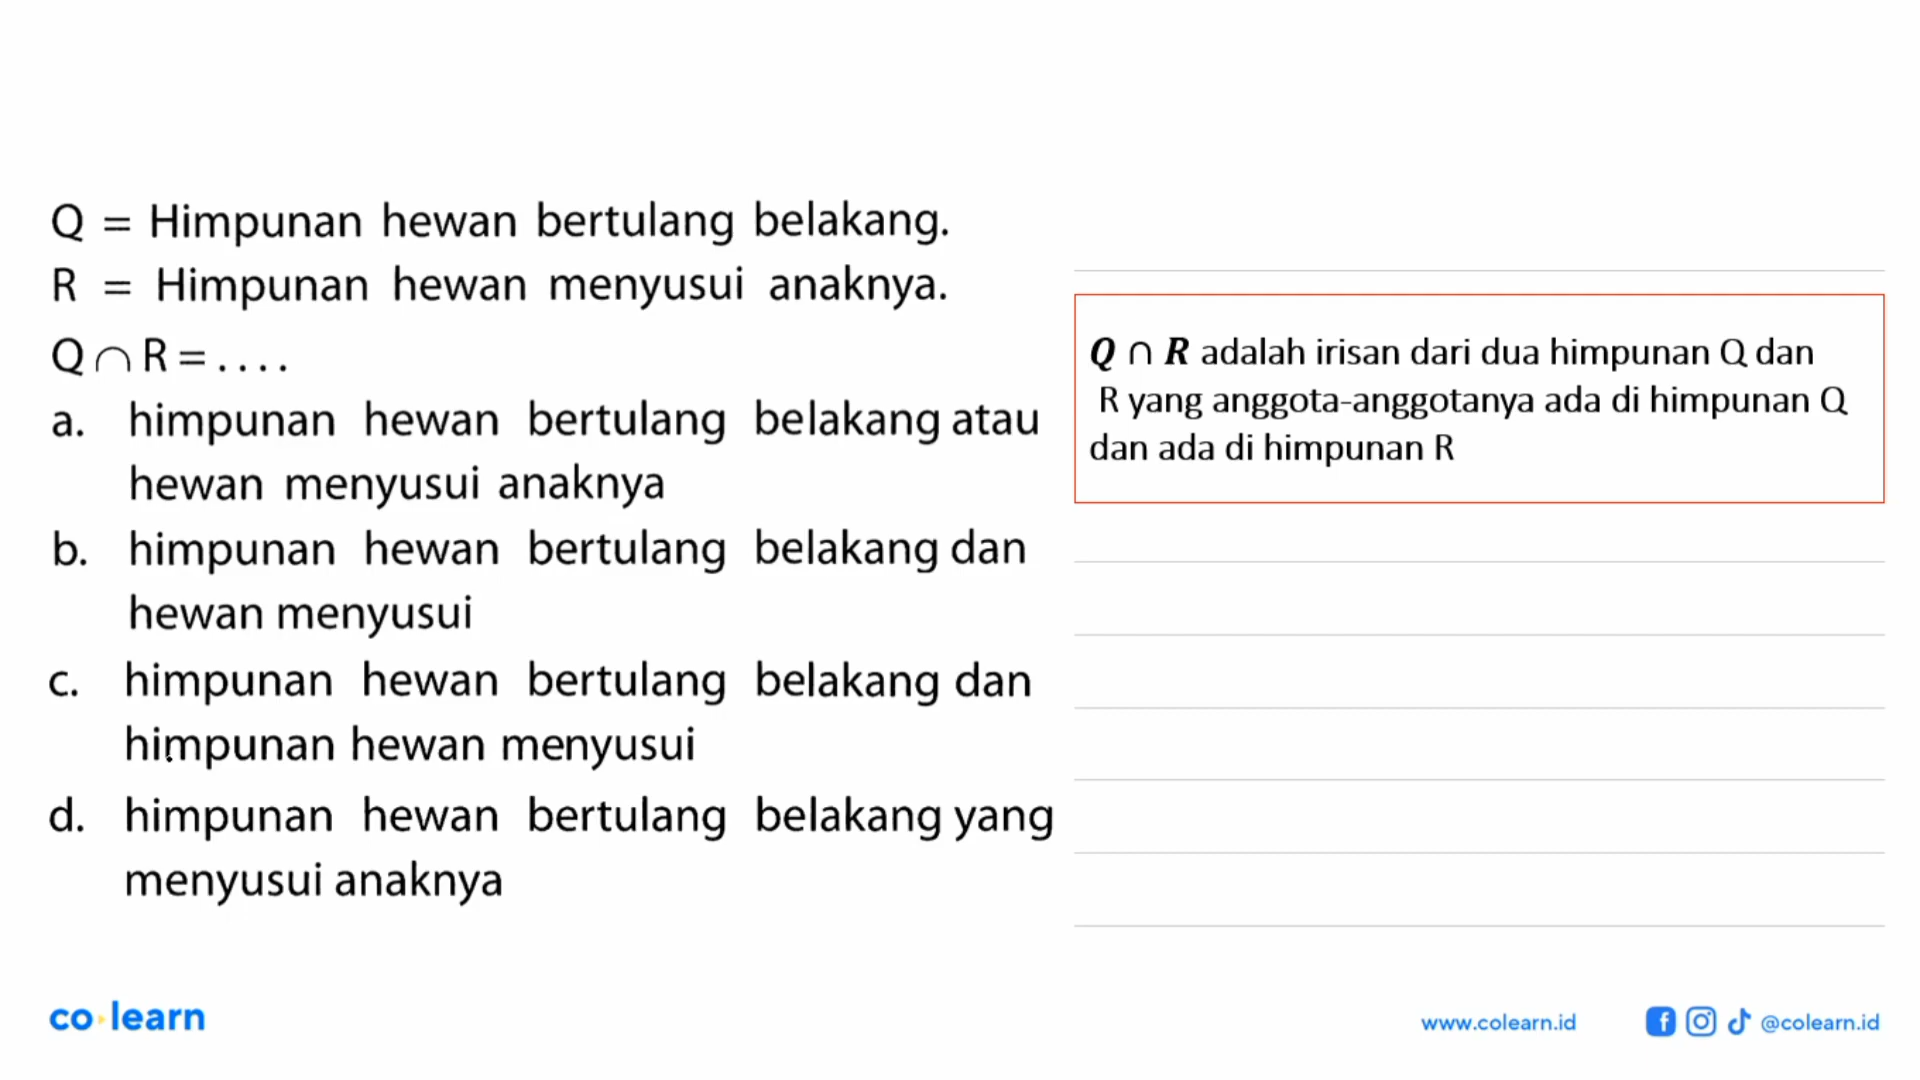 Q = Himpunan hewan bertulang belakang.
R = Himpunan hewan menyusui anaknya.
Q ∩ R = . . . .
a. himpunan hewan bertulang belakang atau
hewan menyusui anaknya
b. himpunan hewan bertulang belakang dan
hewan menyusui
c. himpunan hewan bertulang belakang dan
himpunan hewan menyusui
d. himpunan hewan bertulang belakang yang
menyusui anaknya
Q ∩ R adalah irisan dari dua himpunan Q dan
R yang anggota-anggotanya ada di himpunan Q
dan ada di himpunan R
co learn
www.colearn.id
@colearn.id